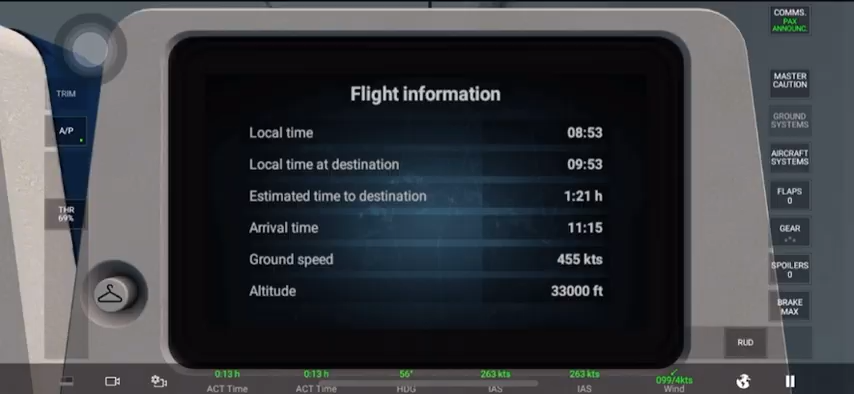 COMMS.
PAX
ANNOUNC.
Flight information
TRIM
MASTER
CAUTION
A/P
Local time 08:53
GROUND
SYSTEMS
Local time at destination 09:53
AIRCRAFT
SYSTEMS
Estimated time to destination 1:21 h
FLAPS
0
THR
69%
Arrival time 11:15
GEAR
Ground speed 455 kts
SPOILERS
0
Altitude 33000 ft
BRAKE
MAX
RUD
0:13 h 0:13 h 56° 263 kts 263 kts 099/4kts
ACT Time ACT Time HDG IAS IAS Wind